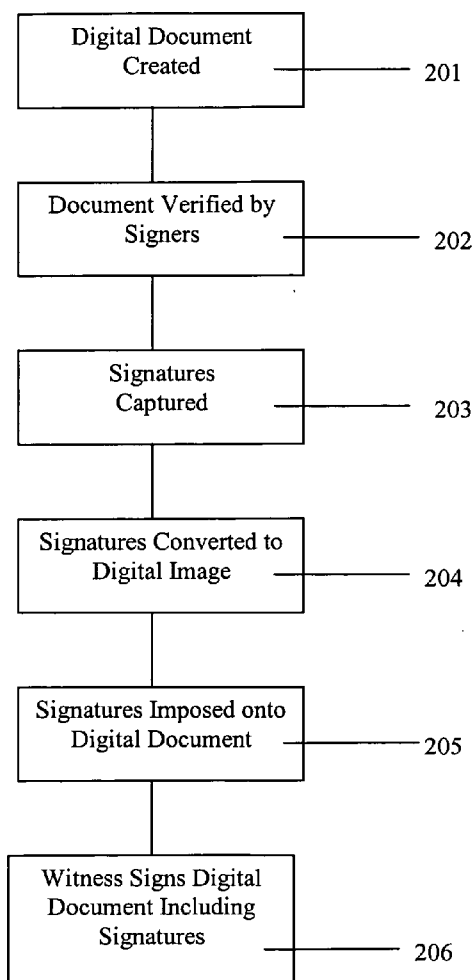 Digital Document
Created
201
Document Verified by
Signers
202
Signatures
Captured
203
Signatures Converted to
Digital Image
204
Signatures Imposed onto
Digital Document
205
Witness Signs Digital
Document Including
Signatures
206